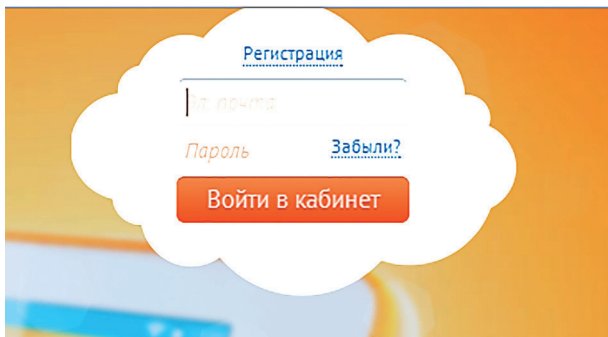 Регистрация
Эл. почта
Пароль
Забыли?
Войти в кабинет